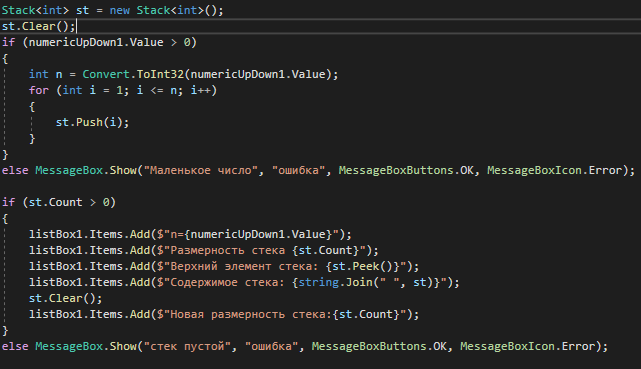 Stack<int> st = new Stack<int>();
st.Clear();
if (numericUpDown1.Value > 0)
{
int n = Convert.ToInt32(numericUpDown1.Value);
for (int i = 1; i <= n; i++)
{
st.Push(i);
}
}
else MessageBox.Show("Маленькое число", "ошибка", MessageBoxButtons.OK, MessageBoxIcon.Error);
if (st.Count > 0)
{
listBox1.Items.Add($"n={numericUpDown1.Value}");
listBox1.Items.Add($"Размерность стека {st.Count}");
listBox1.Items.Add($"Верхний элемент стека: {st.Peek()}");
listBox1.Items.Add($"Содержимое стека: {string.Join(" ", st)}");
st.Clear();
listBox1.Items.Add($"Новая размерность стека:{st.Count}");
}
else MessageBox.Show("стек пустой", "ошибка", MessageBoxButtons.OK, MessageBoxIcon.Error);